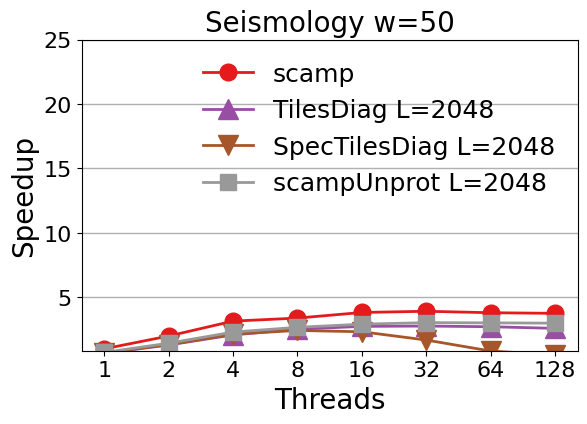 Seismology w=50
25
20
15
10
5
Speedup
scamp
TilesDiag L=2048
SpecTilesDiag L=2048
scampUnprot L=2048
1 2 4 8 16 32 64 128
Threads